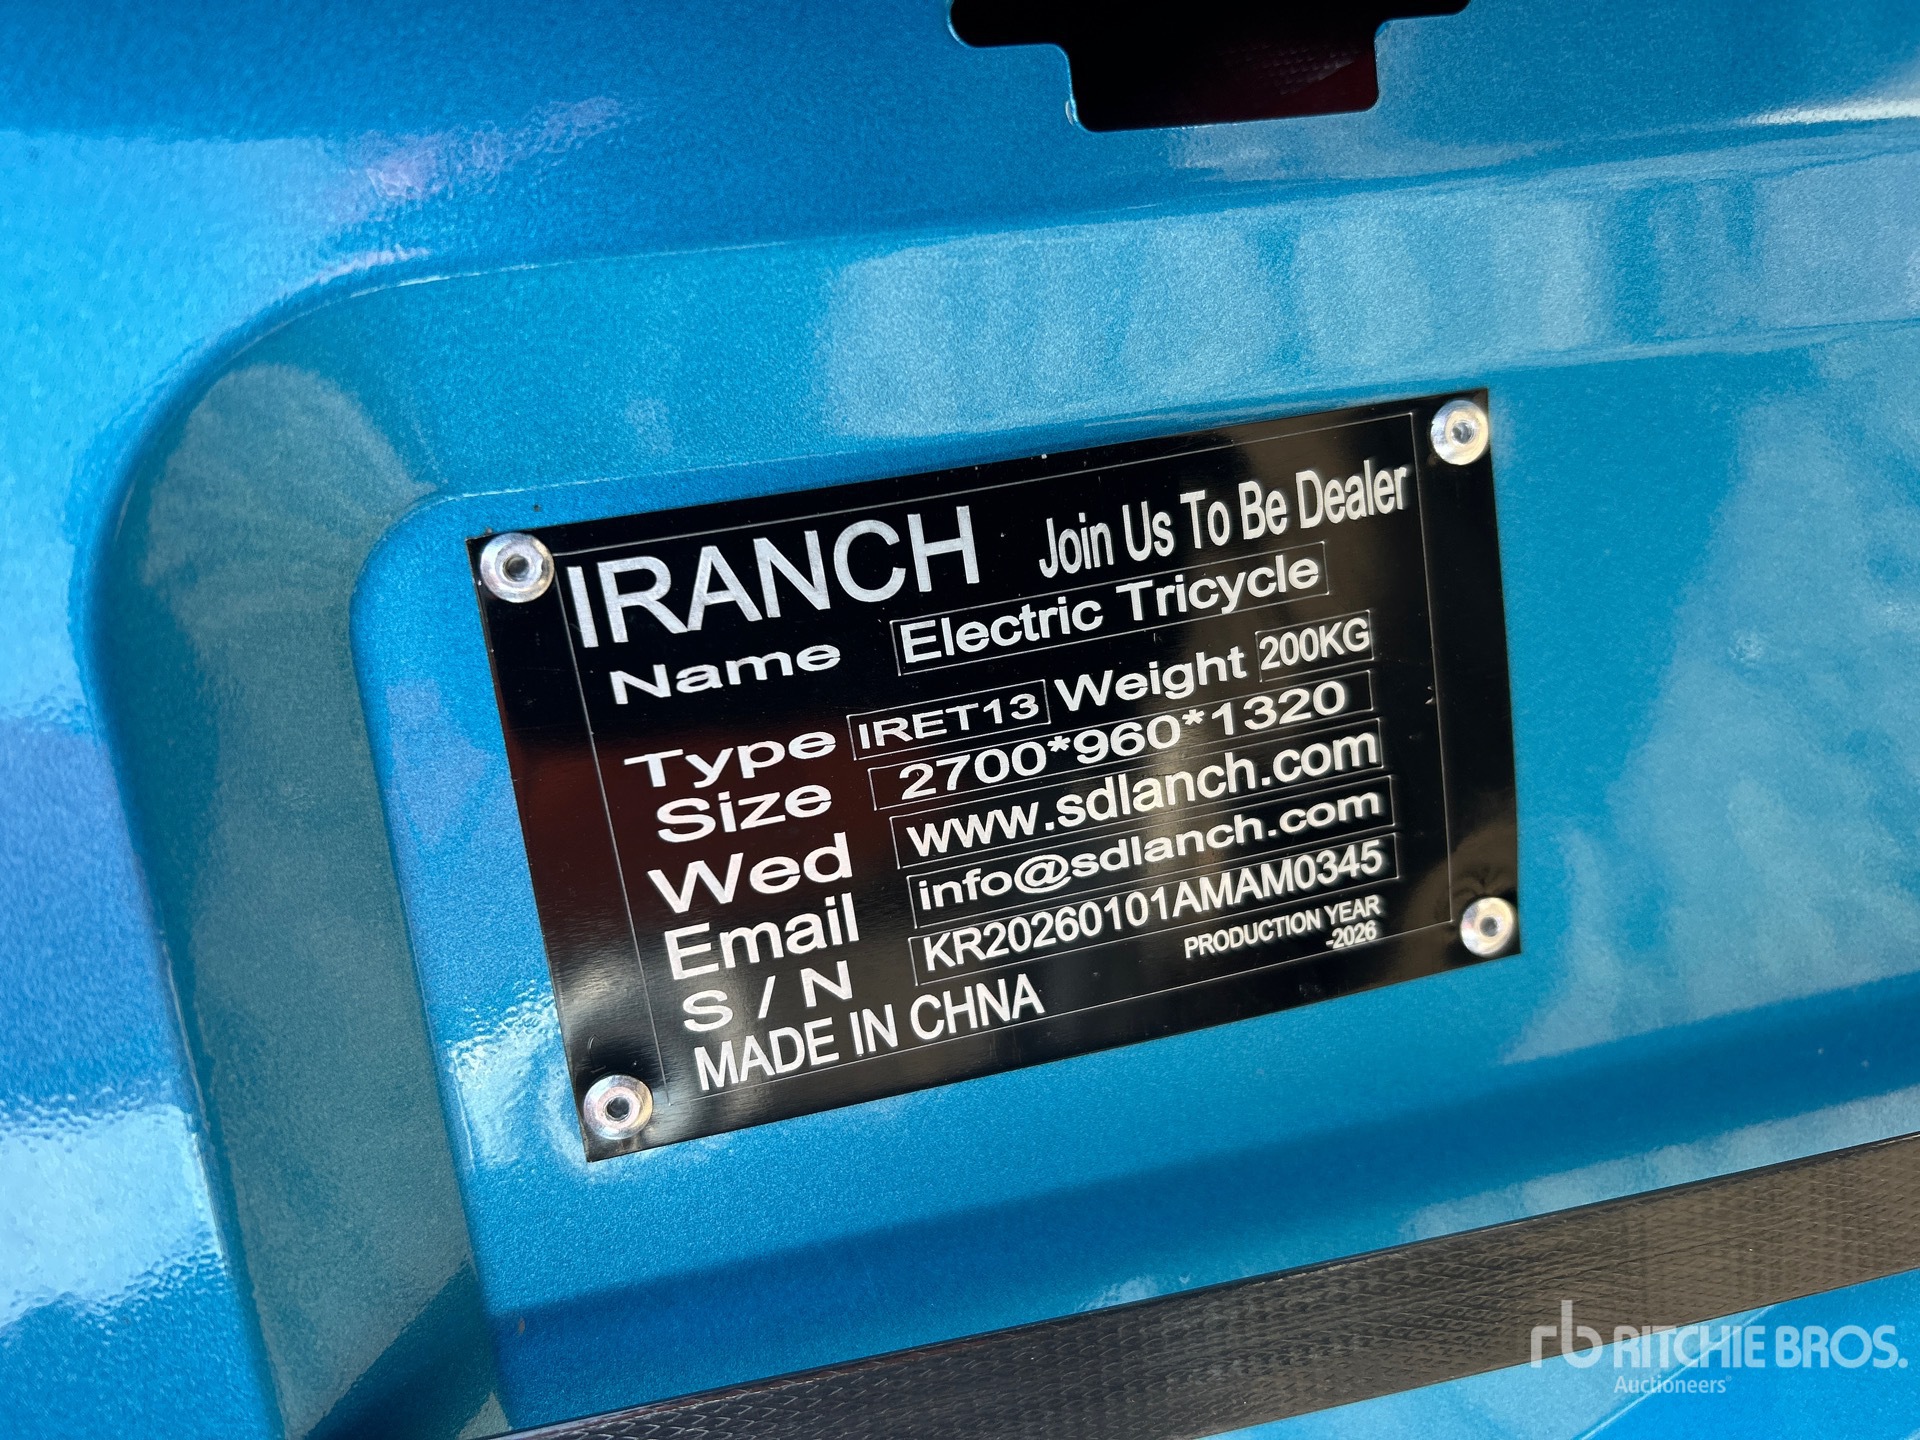 IRANCH Join Us To Be Dealer
Name Electric Tricycle
Type IRET13 Weight 200KG
Size 2700*960*1320
Wed www.sdlanch.com
Email info@sdlanch.com
S / N KR20260101AMAM0345
PRODUCTION YEAR
-2026
MADE IN CHNA
rb RITCHIE BROS.
Auctioneers